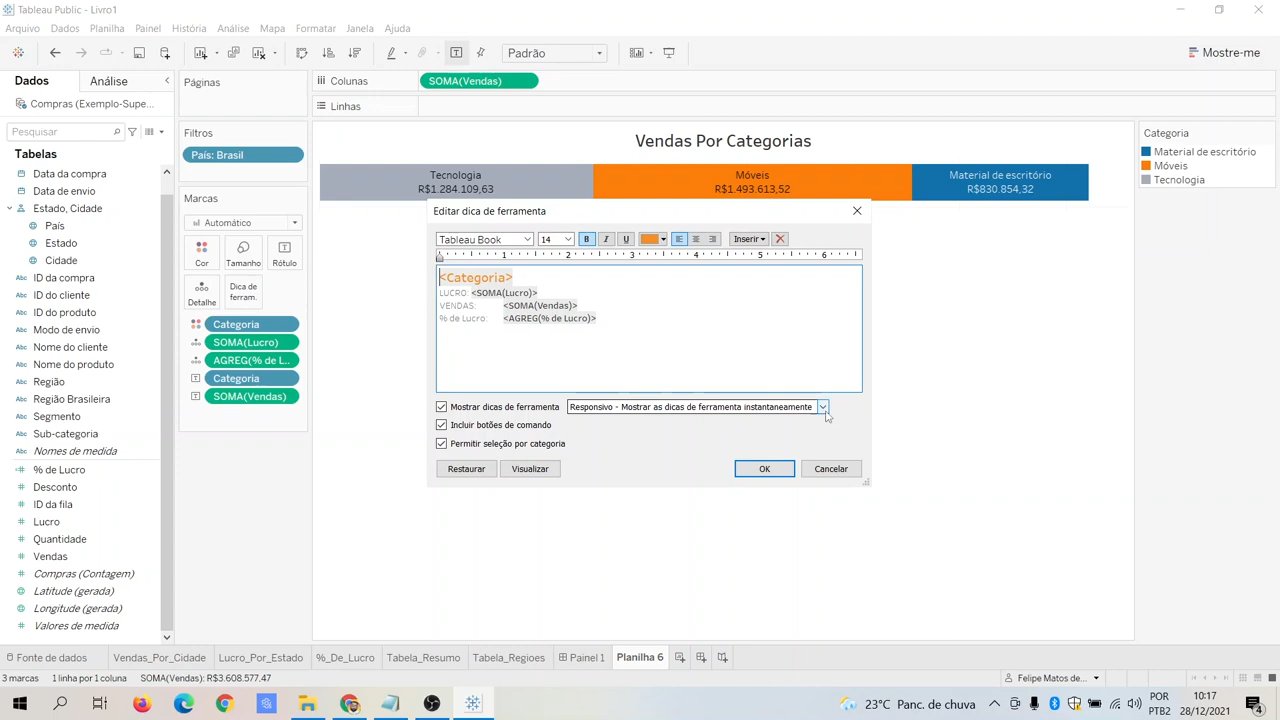 Tableau Public - Livro1
Arquivo Dados Planilha Painel História Análise Mapa Formatar Janela Ajuda
Padrão
Mostre-me
Dados Análise
Compras (Exemplo-Supe...
Pesquisar
Tabelas
Data da compra
Data de envio
Estado, Cidade
País
Estado
Cidade
ID da compra
ID do cliente
ID do produto
Modo de envio
Nome do cliente
Nome do produto
Região
Região Brasileira
Segmento
Sub-categoria
Nomes de medida
% de Lucro
Desconto
ID da fila
Lucro
Quantidade
Vendas
Compras (Contagem)
Latitude (gerada)
Longitude (gerada)
Valores de medida
Páginas
Filtros
País: Brasil
Marcas
Automático
Cor Tamanho Rótulo
Detalhe Dica de ferram.
Categoria
SOMA(Lucro)
AGREG(% de L..
Categoria
SOMA(Vendas)
Colunas SOMA(Vendas)
Linhas
Vendas Por Categorias
Tecnologia Móveis Material de escritório
R$1.284.109,63 R$1.493.613,52 R$830.854,32
Categoria
Material de escritório
Móveis
Tecnologia
Editar dica de ferramenta
Tableau Book 14 B I U Inserir
1 2 3 4 5 6
<Categoria>
LUCRO: <SOMA(Lucro)>
VENDAS: <SOMA(Vendas)>
% de Lucro: <AGREG(% de Lucro)>
Mostrar dicas de ferramenta Responsivo - Mostrar as dicas de ferramenta instantaneamente
Incluir botões de comando
Permitir seleção por categoria
Restaurar Visualizar OK Cancelar
Fonte de dados Vendas_Por_Cidade Lucro_Por_Estado %_De_Lucro Tabela_Resumo Tabela_Regioes Painel 1 Planilha 6
3 marcas 1 linha por 1 coluna SOMA(Vendas): R$3.608.577.47 Felipe Matos de...
23°C Panc. de chuva POR 10:17
PTB2 28/12/2021 4